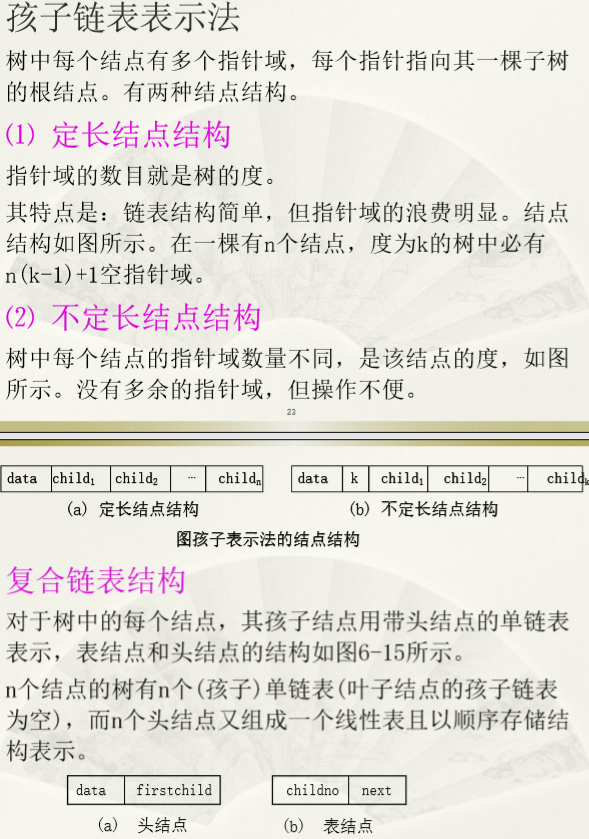 孩子链表表示法
树中每个结点有多个指针域，每个指针指向其一棵子树
的根结点。有两种结点结构。
⑴ 定长结点结构
指针域的数目就是树的度。
其特点是：链表结构简单，但指针域的浪费明显。结点
结构如图所示。在一棵有n个结点，度为k的树中必有
n(k-1)+1空指针域。
⑵ 不定长结点结构
树中每个结点的指针域数量不同，是该结点的度，如图
所示。没有多余的指针域，但操作不便。
23
data child₁ child₂ … childₙ
data k child₁ child₂ … childₖ
(a) 定长结点结构
(b) 不定长结点结构
图孩子表示法的结点结构
复合链表结构
对于树中的每个结点，其孩子结点用带头结点的单链表
表示，表结点和头结点的结构如图6-15所示。
n个结点的树有n个(孩子)单链表(叶子结点的孩子链表
为空)，而n个头结点又组成一个线性表且以顺序存储结
构表示。
data firstchild
childno next
(a) 头结点
(b) 表结点